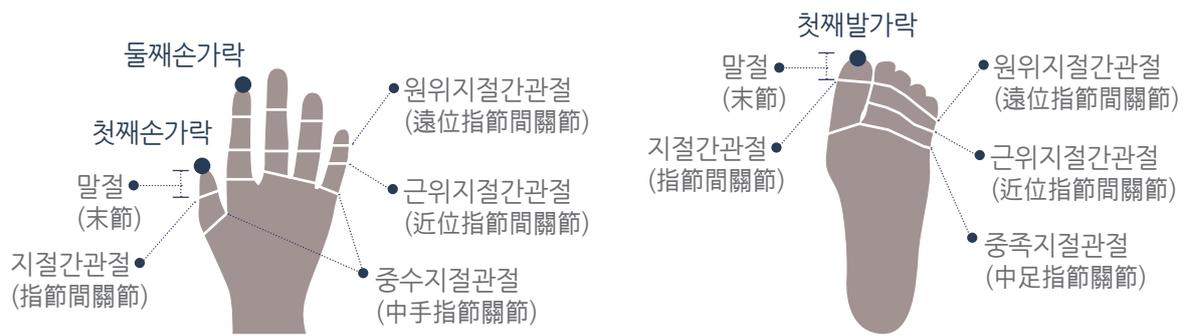 둘째손가락
첫째손가락
말절
(末節)
지절간관절
(指節間關節)
원위지절간관절
(遠位指節間關節)
근위지절간관절
(近位指節間關節)
중수지절관절
(中手指節關節)
첫째발가락
말절
(末節)
지절간관절
(指節間關節)
원위지절간관절
(遠位指節間關節)
근위지절간관절
(近位指節間關節)
중족지절관절
(中足指節關節)